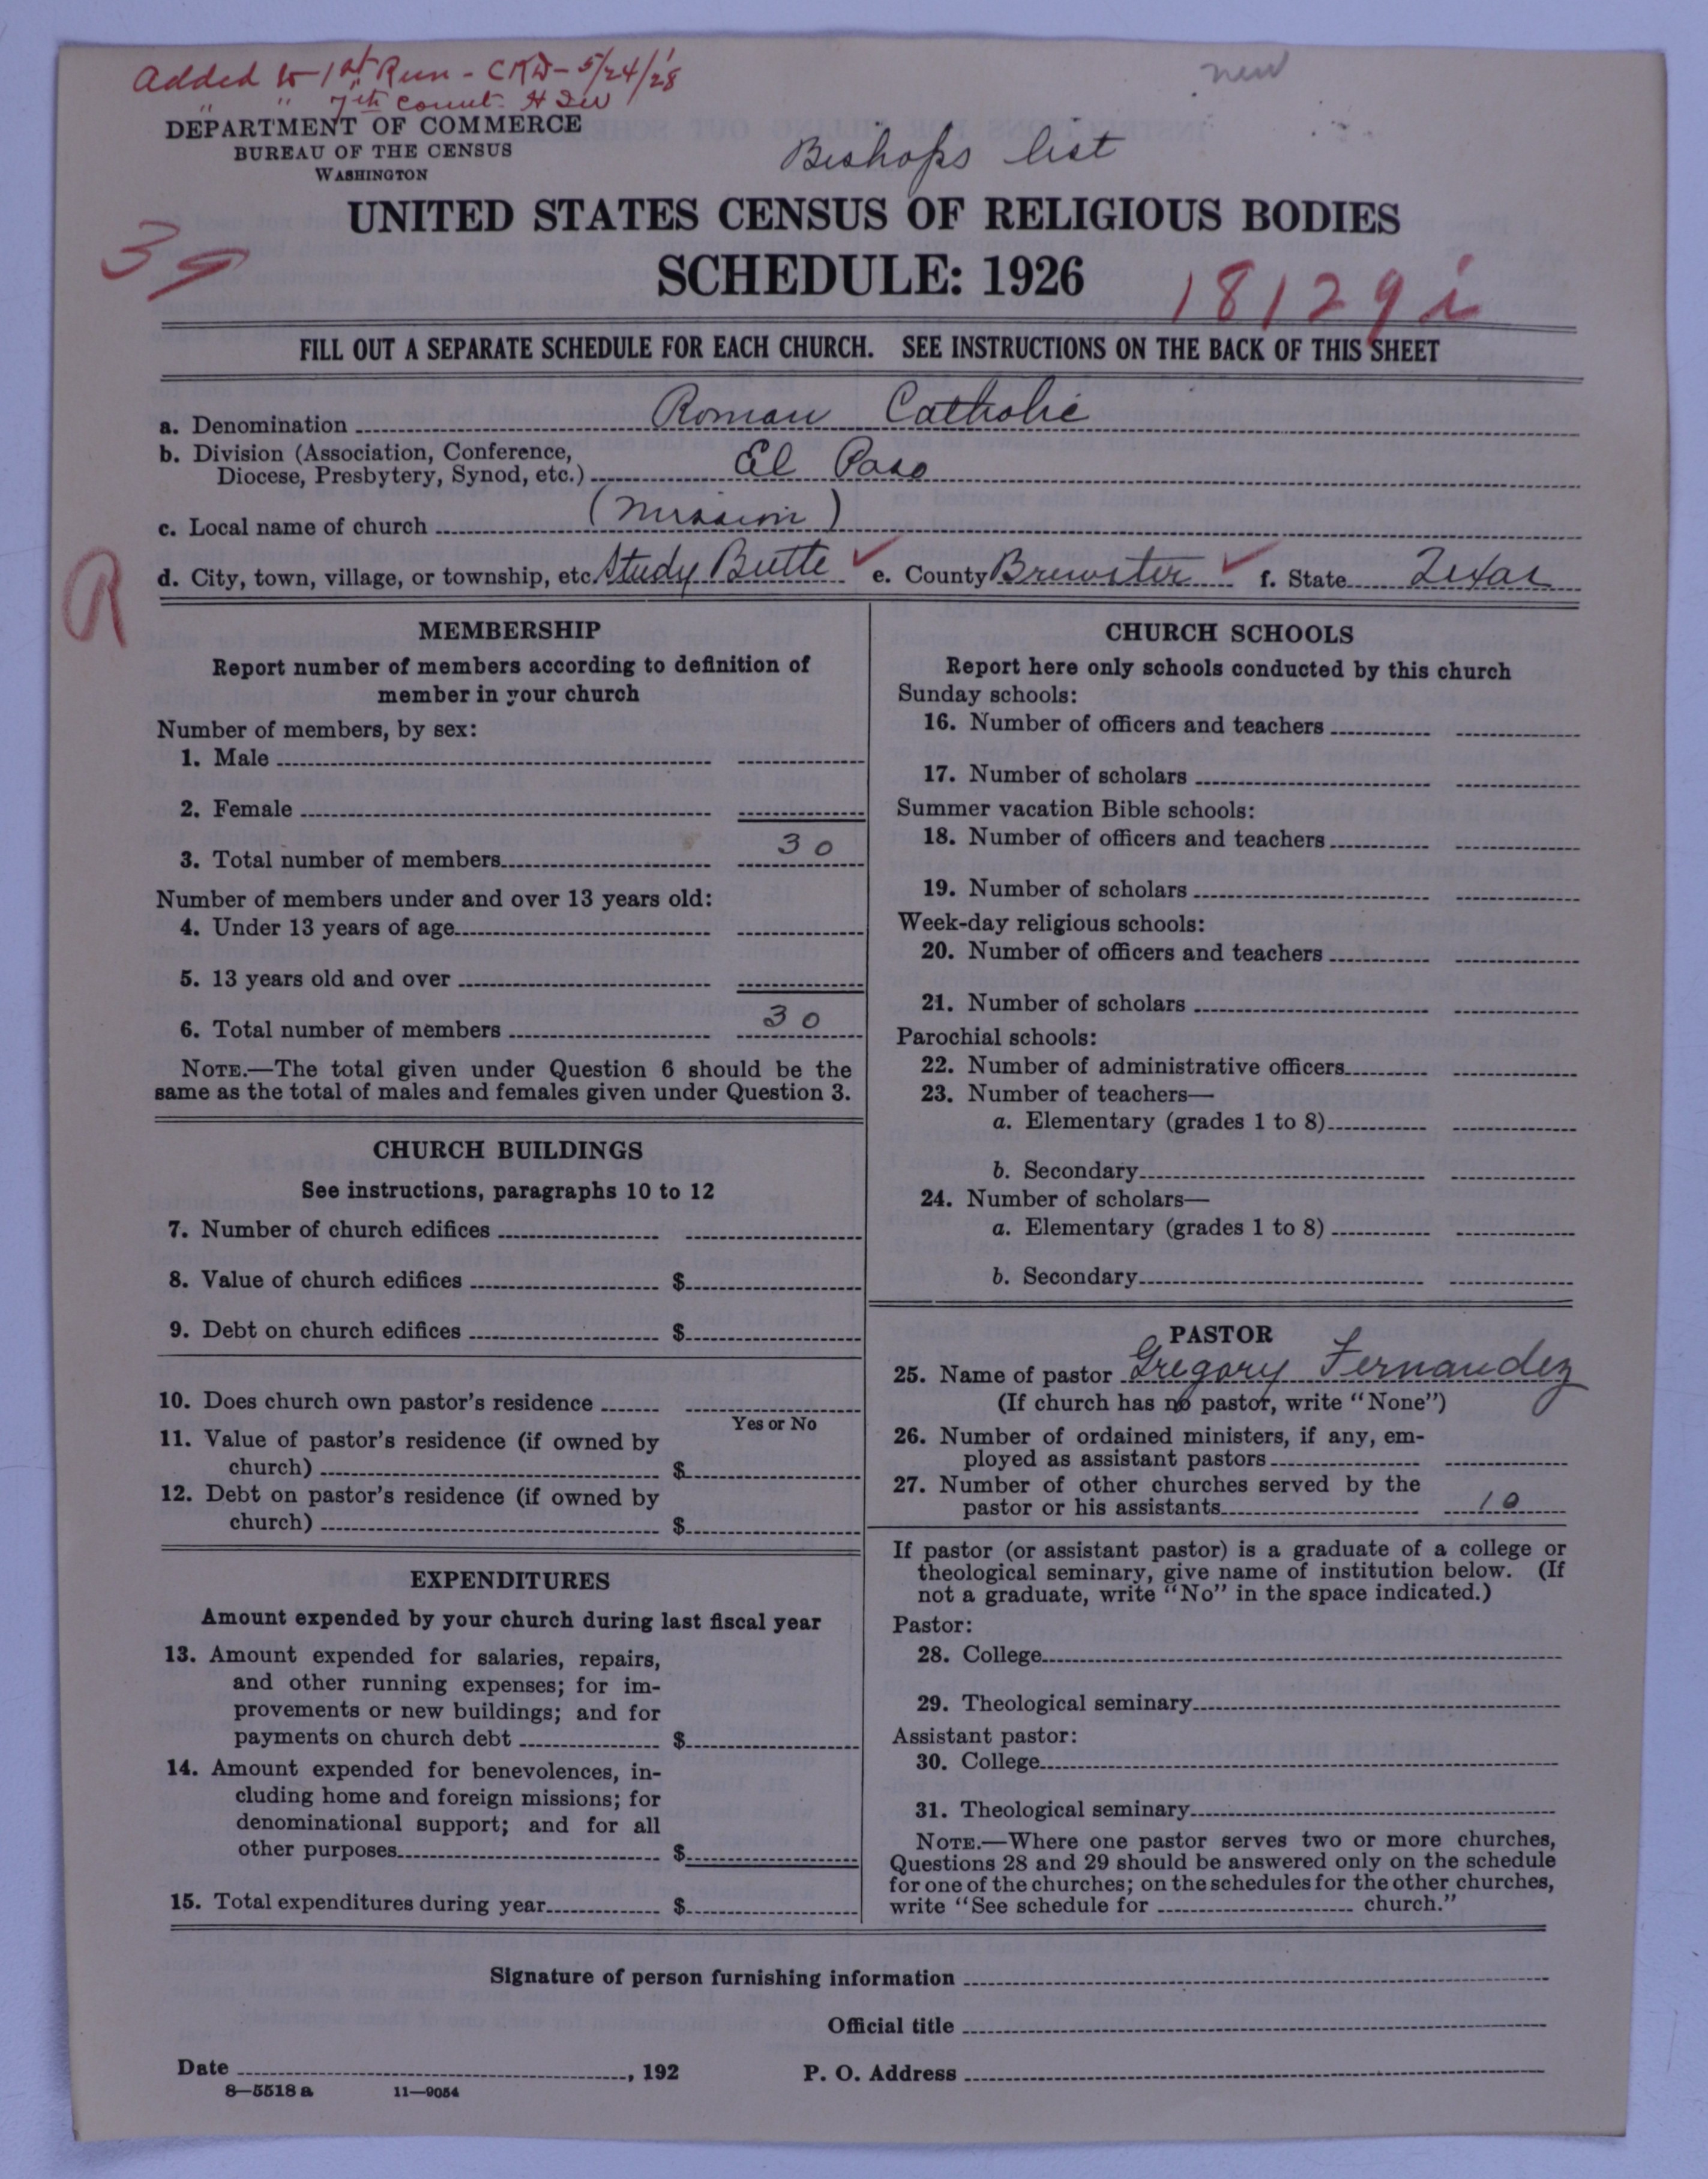 Added to 1st Run - CKD - 5/24/28
" " 7th Count - HSW
new
DEPARTMENT OF COMMERCE
BUREAU OF THE CENSUS
WASHINGTON
Bishops list
UNITED STATES CENSUS OF RELIGIOUS BODIES
SCHEDULE: 1926
39
18129i
FILL OUT A SEPARATE SCHEDULE FOR EACH CHURCH. SEE INSTRUCTIONS ON THE BACK OF THIS SHEET
a. Denomination Roman Catholic
b. Division (Association, Conference,
Diocese, Presbytery, Synod, etc.) El Paso
c. Local name of church (Mission)
R
d. City, town, village, or township, etc. Study Butte ✓ e. County Brewster ✓ f. State Texas
MEMBERSHIP
Report number of members according to definition of
member in your church
Number of members, by sex:
1. Male
2. Female
3. Total number of members 30
Number of members under and over 13 years old:
4. Under 13 years of age
5. 13 years old and over
6. Total number of members 30
NOTE.—The total given under Question 6 should be the
same as the total of males and females given under Question 3.
CHURCH BUILDINGS
See instructions, paragraphs 10 to 12
7. Number of church edifices
8. Value of church edifices $
9. Debt on church edifices $
10. Does church own pastor's residence
Yes or No
11. Value of pastor's residence (if owned by
church) $
12. Debt on pastor's residence (if owned by
church) $
EXPENDITURES
Amount expended by your church during last fiscal year
13. Amount expended for salaries, repairs,
and other running expenses; for im-
provements or new buildings; and for
payments on church debt $
14. Amount expended for benevolences, in-
cluding home and foreign missions; for
denominational support; and for all
other purposes $
15. Total expenditures during year $
CHURCH SCHOOLS
Report here only schools conducted by this church
Sunday schools:
16. Number of officers and teachers
17. Number of scholars
Summer vacation Bible schools:
18. Number of officers and teachers
19. Number of scholars
Week-day religious schools:
20. Number of officers and teachers
21. Number of scholars
Parochial schools:
22. Number of administrative officers
23. Number of teachers—
a. Elementary (grades 1 to 8)
b. Secondary
24. Number of scholars—
a. Elementary (grades 1 to 8)
b. Secondary
PASTOR
25. Name of pastor Gregory Fernandez
(If church has no pastor, write "None")
26. Number of ordained ministers, if any, em-
ployed as assistant pastors
27. Number of other churches served by the
pastor or his assistants 10
If pastor (or assistant pastor) is a graduate of a college or
theological seminary, give name of institution below. (If
not a graduate, write "No" in the space indicated.)
Pastor:
28. College
29. Theological seminary
Assistant pastor:
30. College
31. Theological seminary
NOTE.—Where one pastor serves two or more churches,
Questions 28 and 29 should be answered only on the schedule
for one of the churches; on the schedules for the other churches,
write "See schedule for church."
Signature of person furnishing information
Official title
Date , 192 P. O. Address
8—5518 a 11—9054